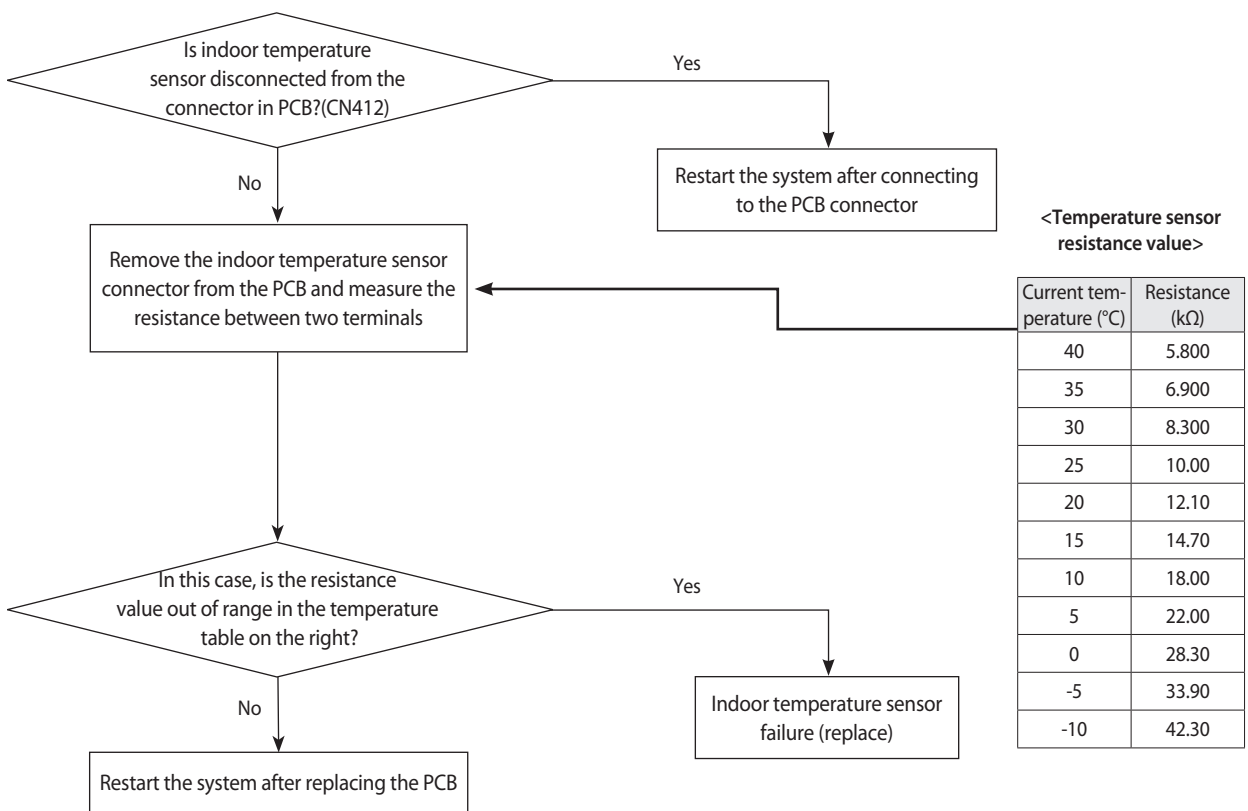 Is indoor temperature
sensor disconnected from the
connector in PCB?(CN412)
Yes
Restart the system after connecting
to the PCB connector
No
Remove the indoor temperature sensor
connector from the PCB and measure the
resistance between two terminals
<Temperature sensor
resistance value>
Current tem- Resistance
perature (°C) (kΩ)
40 5.800
35 6.900
30 8.300
25 10.00
20 12.10
15 14.70
10 18.00
5 22.00
0 28.30
-5 33.90
-10 42.30
In this case, is the resistance
value out of range in the temperature
table on the right?
Yes
Indoor temperature sensor
failure (replace)
No
Restart the system after replacing the PCB